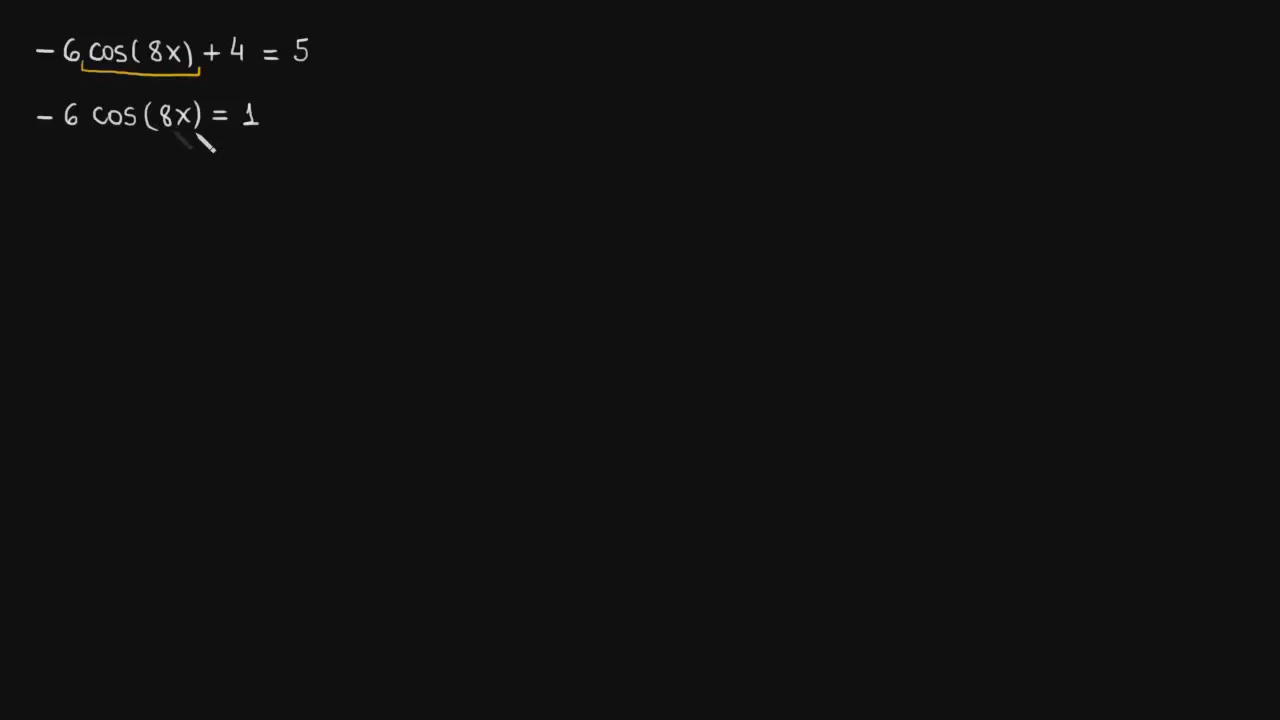 -6 cos(8x) + 4 = 5
-6 cos(8x) = 1